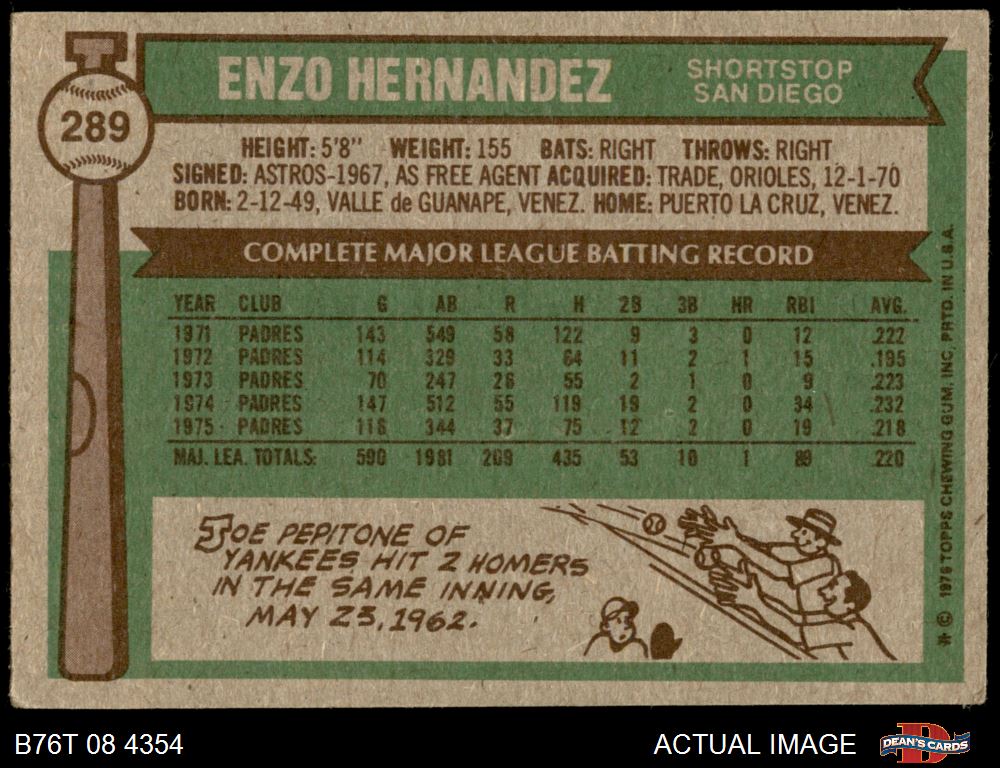 289
ENZO HERNANDEZ
SHORTSTOP
SAN DIEGO
HEIGHT: 5'8" WEIGHT: 155 BATS: RIGHT THROWS: RIGHT
SIGNED: ASTROS-1967, AS FREE AGENT ACQUIRED: TRADE, ORIOLES, 12-1-70
BORN: 2-12-49, VALLE de GUANAPE, VENEZ. HOME: PUERTO LA CRUZ, VENEZ.
COMPLETE MAJOR LEAGUE BATTING RECORD
YEAR CLUB G AB R H 2B 3B HR RBI AVG.
1971 PADRES 143 549 58 122 9 3 0 12 .222
1972 PADRES 114 329 33 64 11 2 1 15 .195
1973 PADRES 70 247 26 55 2 1 0 9 .223
1974 PADRES 147 512 55 119 19 2 0 34 .232
1975 PADRES 116 344 37 75 12 2 0 19 .218
MAJ. LEA. TOTALS: 590 1981 209 435 53 10 1 89 .220
JOE PEPITONE OF
YANKEES HIT 2 HOMERS
IN THE SAME INNING,
MAY 23, 1962.
© 1976 TOPPS CHEWING GUM, INC. PRTD. IN U.S.A.
B76T 08 4354
ACTUAL IMAGE
DEAN'S CARDS